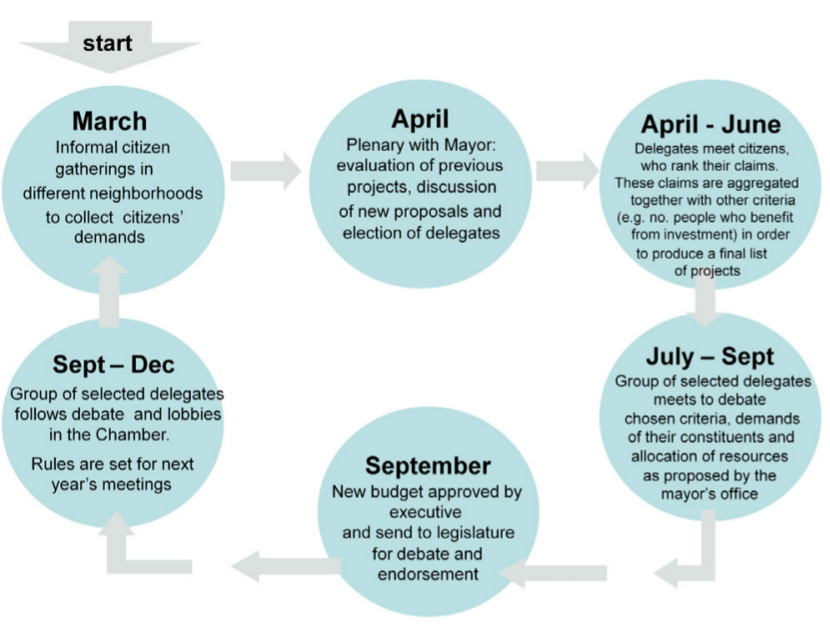 start
March
Informal citizen
gatherings in
different neighborhoods
to collect citizens'
demands
April
Plenary with Mayor:
evaluation of previous
projects, discussion
of new proposals and
election of delegates
April - June
Delegates meet citizens,
who rank their claims.
These claims are aggregated
together with other criteria
(e.g. no. people who benefit
from investment) in order
to produce a final list
of projects
July – Sept
Group of selected delegates
meets to debate
chosen criteria, demands
of their constituents and
allocation of resources
as proposed by the
mayor's office
September
New budget approved by
executive
and send to legislature
for debate and
endorsement
Sept – Dec
Group of selected delegates
follows debate and lobbies
in the Chamber.
Rules are set for next
year's meetings